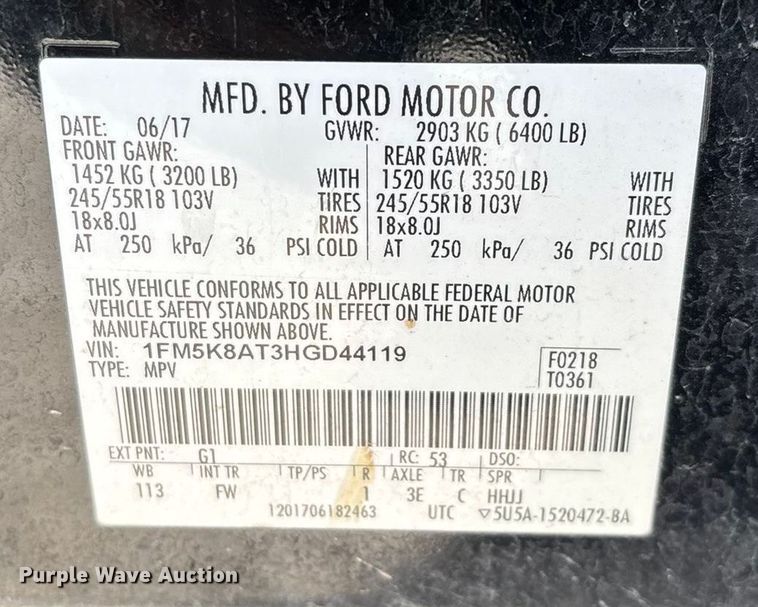 MFD. BY FORD MOTOR CO.
DATE: 06/17 GVWR: 2903 KG ( 6400 LB)
FRONT GAWR: REAR GAWR:
1452 KG ( 3200 LB) WITH 1520 KG ( 3350 LB) WITH
245/55R18 103V TIRES 245/55R18 103V TIRES
18x8.0J RIMS 18x8.0J RIMS
AT 250 kPa/ 36 PSI COLD AT 250 kPa/ 36 PSI COLD
THIS VEHICLE CONFORMS TO ALL APPLICABLE FEDERAL MOTOR
VEHICLE SAFETY STANDARDS IN EFFECT ON THE DATE OF
MANUFACTURE SHOWN ABOVE.
VIN: 1FM5K8AT3HGD44119 F0218
TYPE: MPV T0361
EXT PNT: G1 RC: 53 DSO:
WB INT TR TP/PS R AXLE TR SPR
113 FW 1 3E C HHJJ
1201706182463 UTC ▽5U5A-1520472-BA
Purple Wave Auction